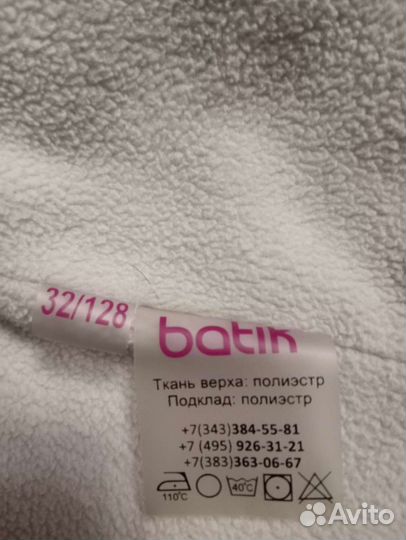 32/128
batik
Ткань верха: полиэстр
Подклад: полиэстр
+7(343)384-55-81
+7 (495) 926-31-21
+7(383)363-06-67
110°C 40°C
Avito